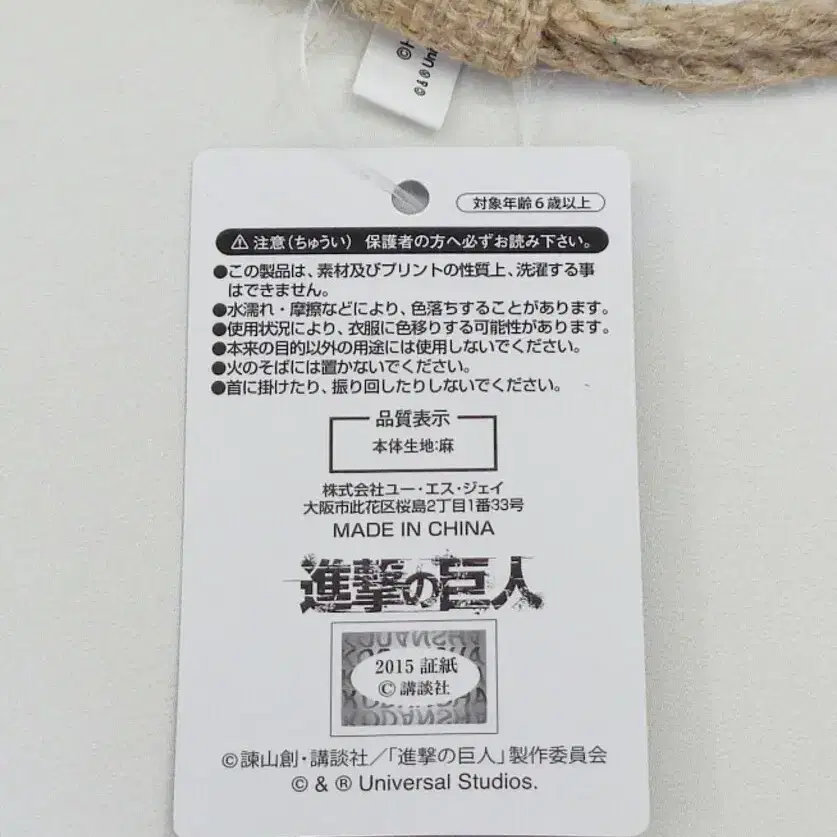 ©H
©&® Uni
対象年齢6歳以上
⚠ 注意(ちゅうい) 保護者の方へ必ずお読み下さい。
●この製品は、素材及びプリントの性質上、洗濯する事
はできません。
●水濡れ・摩擦などにより、色落ちすることがあります。
●使用状況により、衣服に色移りする可能性があります。
●本来の目的以外の用途には使用しないでください。
●火のそばには置かないでください。
●首に掛けたり、振り回したりしないでください。
品質表示
本体生地:麻
株式会社ユー・エス・ジェイ
大阪市此花区桜島2丁目1番33号
MADE IN CHINA
進撃の巨人
KODANSHA
KODANSHA
2015 証紙
©講談社
KODANSHA
©諫山創・講談社/「進撃の巨人」製作委員会
© & ® Universal Studios.